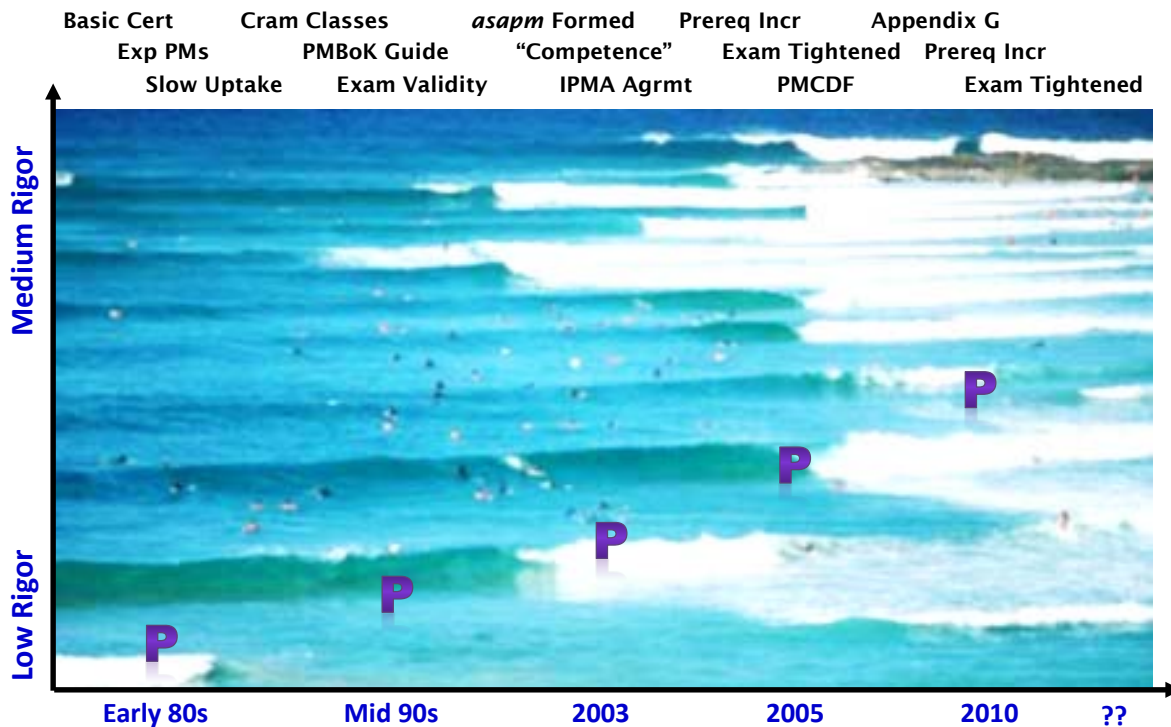 Basic Cert Cram Classes asapm Formed Prereq Incr Appendix G
Exp PMs PMBoK Guide “Competence” Exam Tightened Prereq Incr
Slow Uptake Exam Validity IPMA Agrmt PMCDF Exam Tightened
Medium Rigor
P
P
P
P
P
Low Rigor
Early 80s Mid 90s 2003 2005 2010 ??